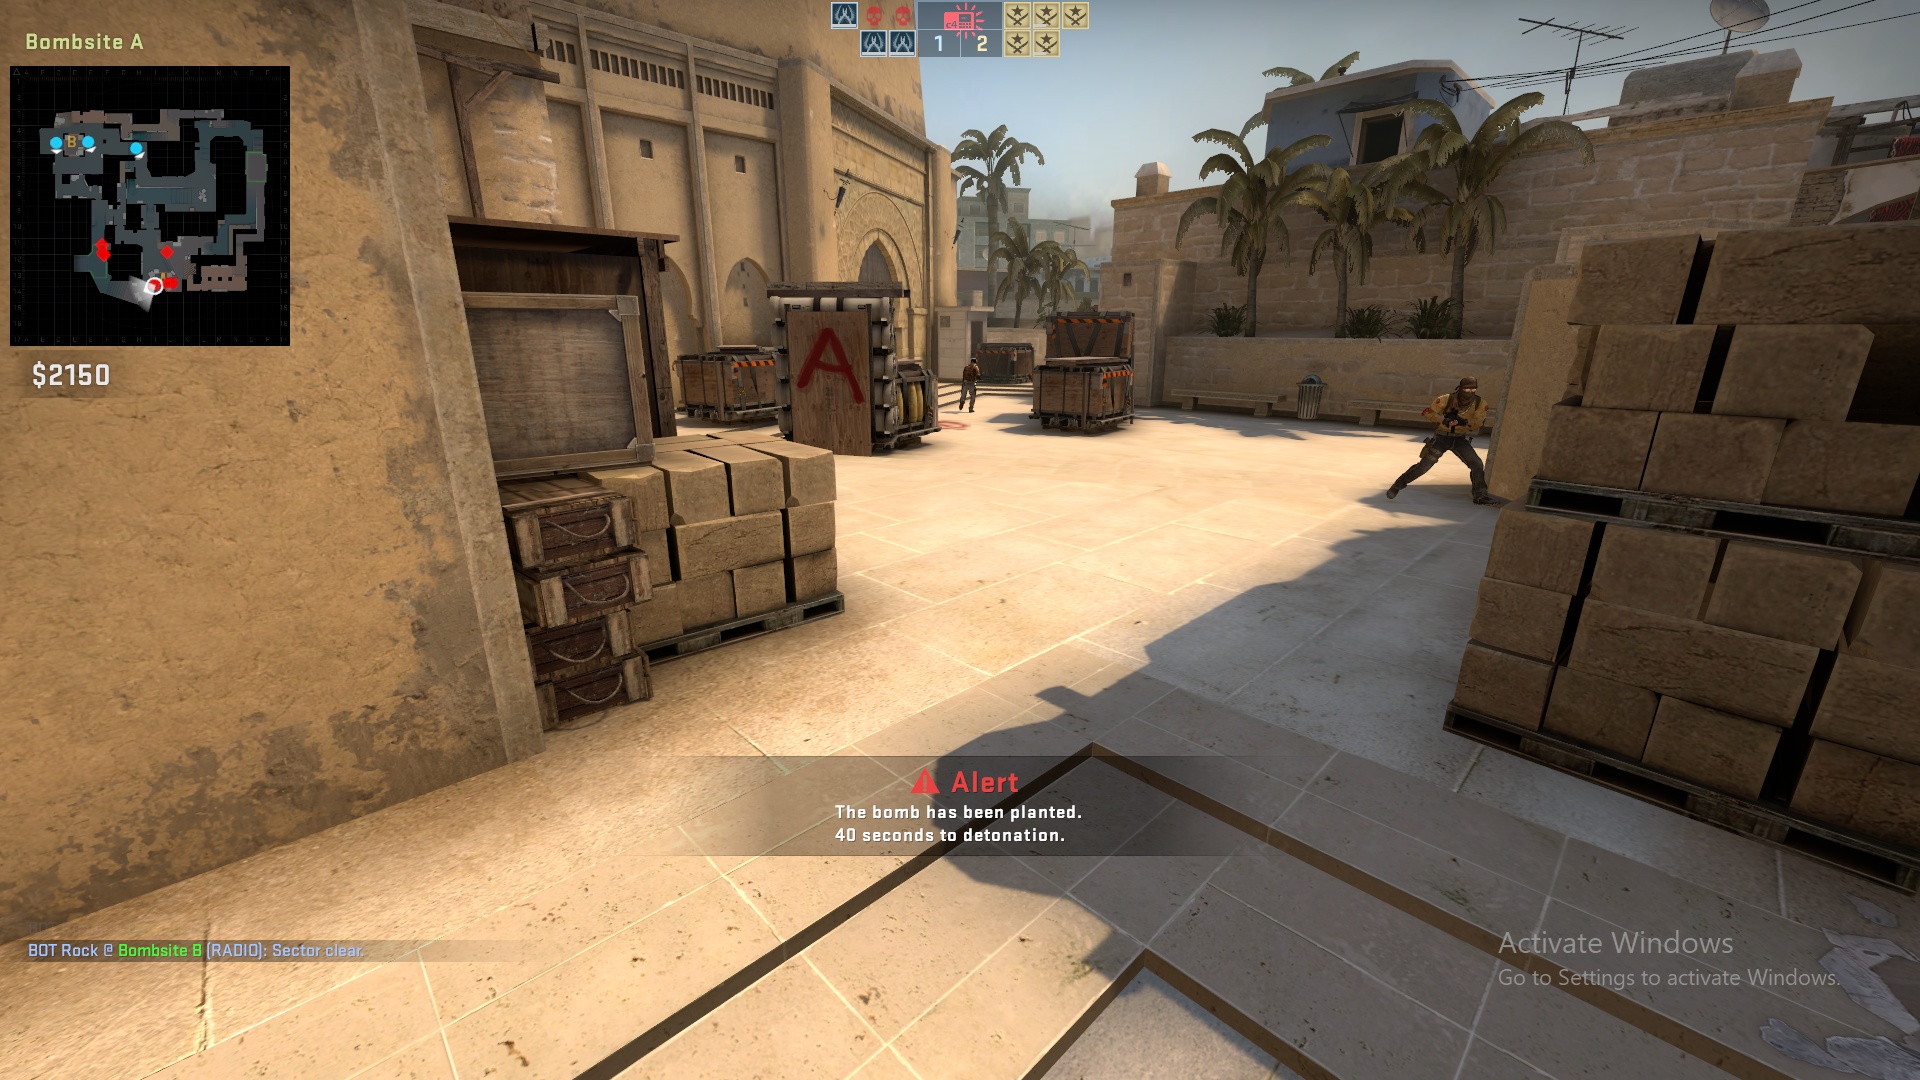 Bombsite A
B
$2150
C4
1 2
A
Alert
The bomb has been planted.
40 seconds to detonation.
BOT Rock @ Bombsite B (RADIO): Sector clear.
Activate Windows
Go to Settings to activate Windows.